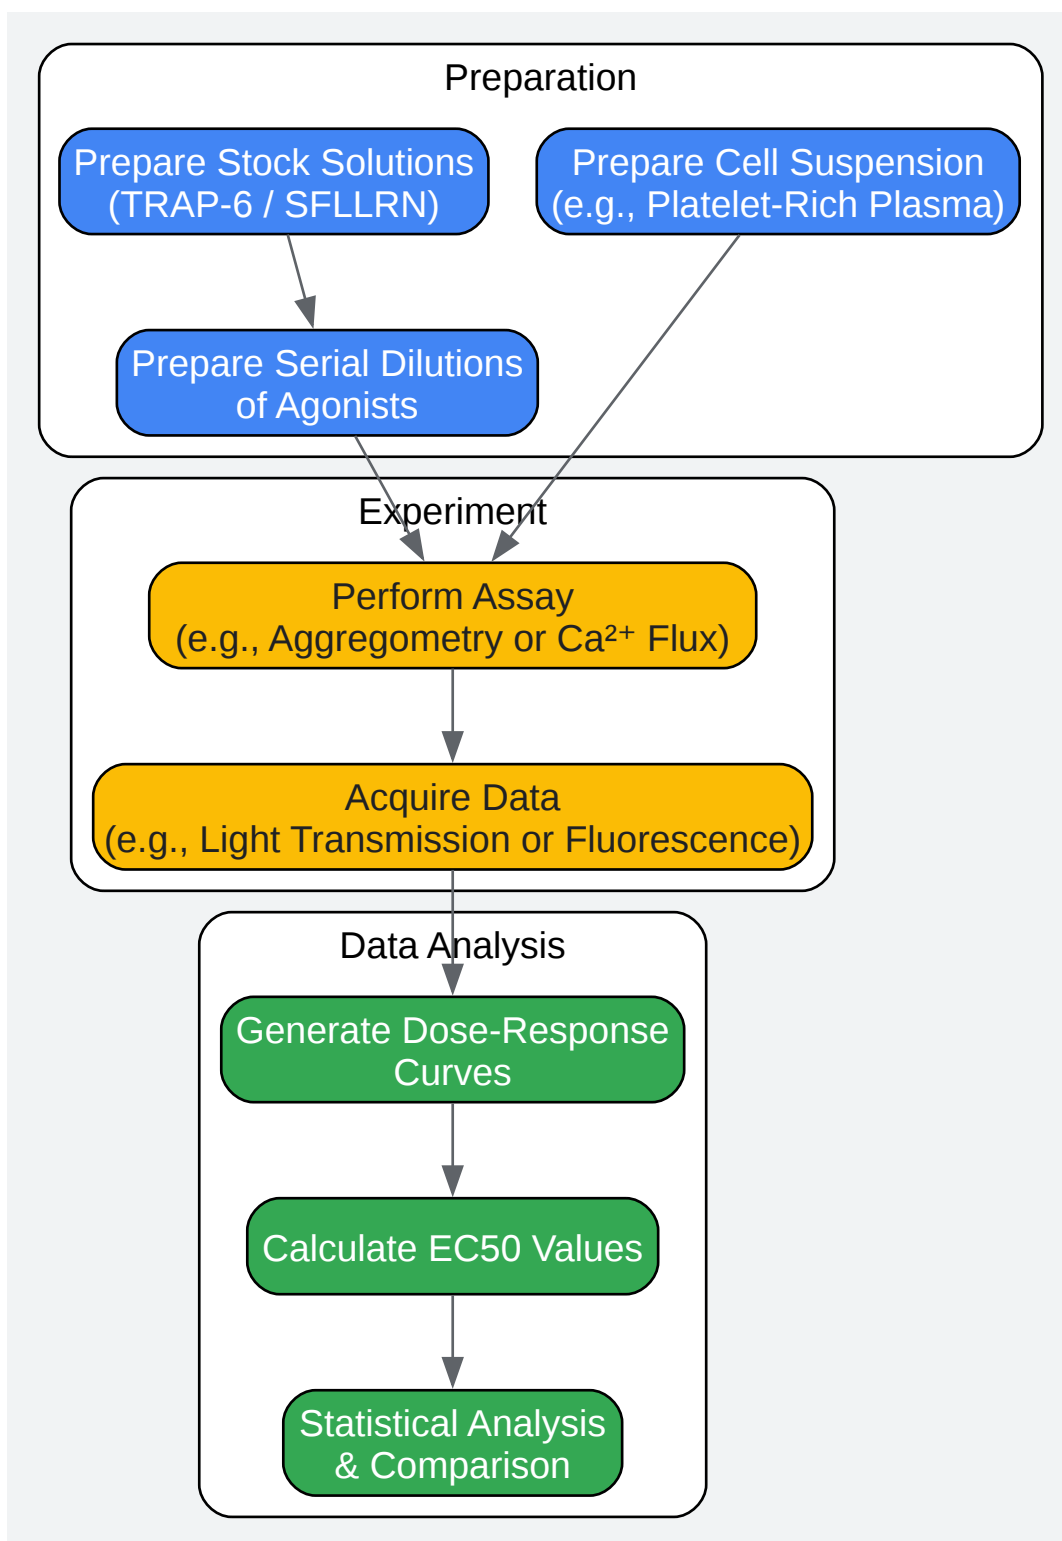 Preparation
Prepare Stock Solutions
(TRAP-6 / SFLLRN)
Prepare Cell Suspension
(e.g., Platelet-Rich Plasma)
Prepare Serial Dilutions
of Agonists
Experiment
Perform Assay
(e.g., Aggregometry or Ca²⁺ Flux)
Acquire Data
(e.g., Light Transmission or Fluorescence)
Data Analysis
Generate Dose-Response
Curves
Calculate EC50 Values
Statistical Analysis
& Comparison